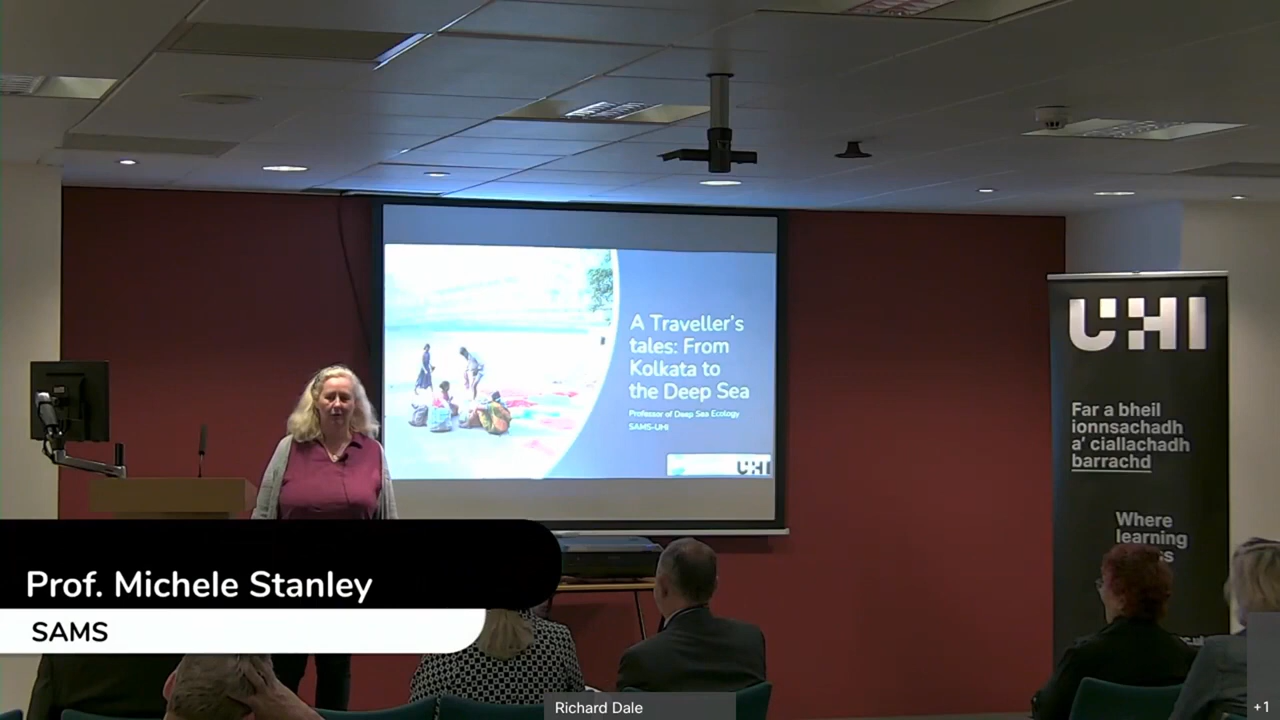 A Traveller's
tales: From
Kolkata to
the Deep Sea
Professor of Deep Sea Ecology
SAMS-UHI
UHI
UHI
Far a bheil
ionnsachadh
a' ciallachadh
barrachd
Where
learning
Prof. Michele Stanley
SAMS
Richard Dale
+1